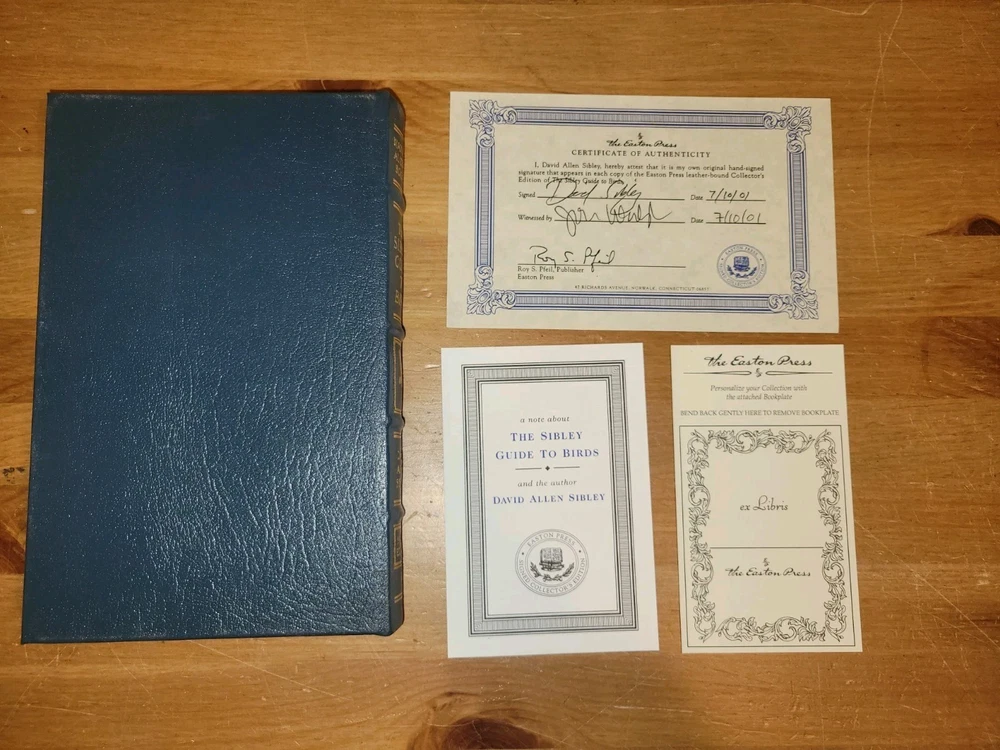 The Easton Press
CERTIFICATE OF AUTHENTICITY
I, David Allen Sibley, hereby attest that it is my own original hand-signed
signature that appears in each copy of the Easton Press leather-bound Collector's
Edition of The Sibley Guide to Birds.
Signed David Sibley Date 7/10/01
Witnessed by Date 7/10/01
Roy S. Pfeil
Roy S. Pfeil, Publisher
Easton Press
47 RICHARDS AVENUE, NORWALK, CONNECTICUT
a note about
THE SIBLEY
GUIDE TO BIRDS
and the author
DAVID ALLEN SIBLEY
EASTON PRESS
SIGNED COLLECTOR'S EDITION
The Easton Press
Personalize your Collection with
the attached Bookplate
BEND BACK GENTLY HERE TO REMOVE BOOKPLATE
ex Libris
The Easton Press